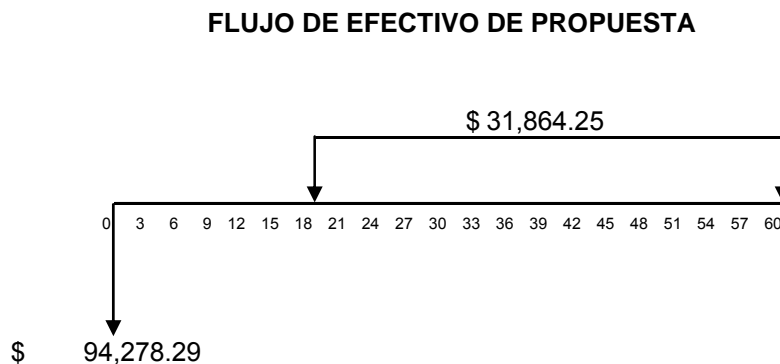 FLUJO DE EFECTIVO DE PROPUESTA
$ 31,864.25
0 3 6 9 12 15 18 21 24 27 30 33 36 39 42 45 48 51 54 57 60
$ 94,278.29